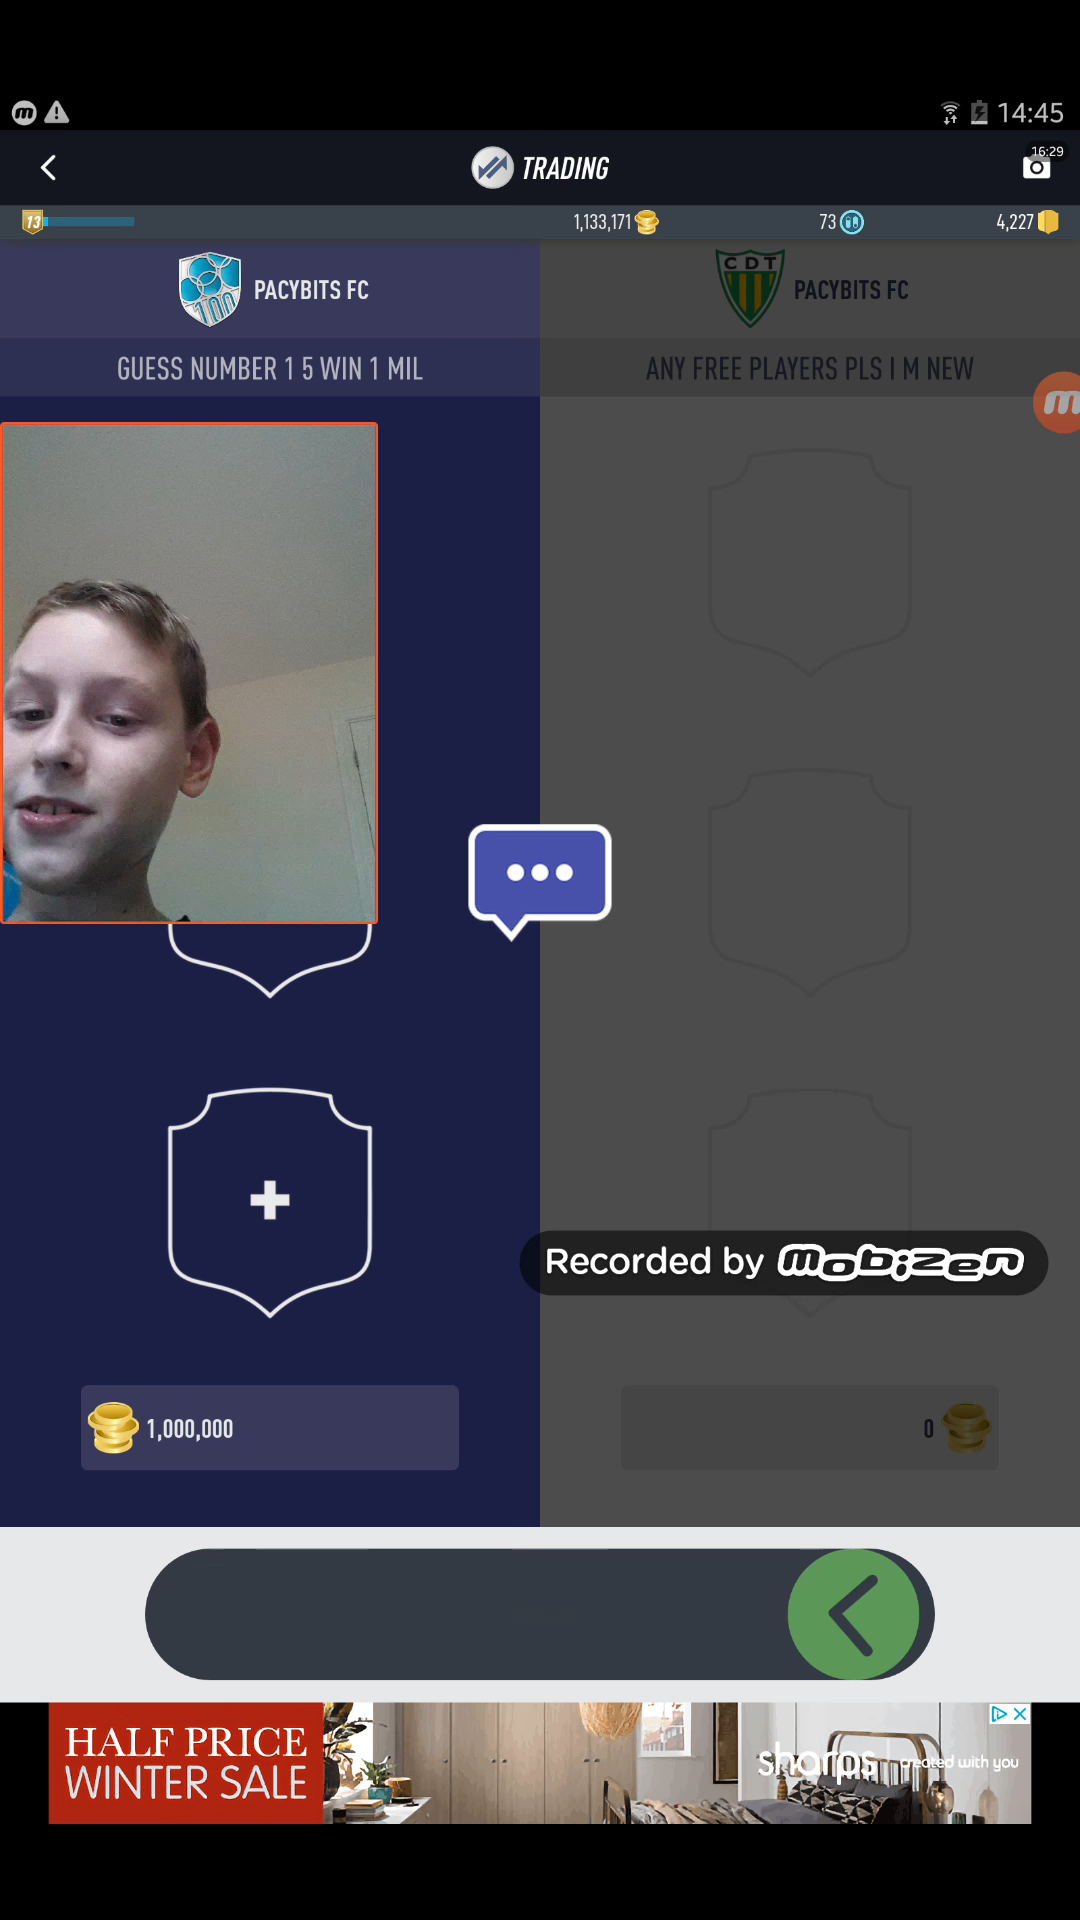 14:45
TRADING
16:29
13
1,133,171
73
4,227
100
PACYBITS FC
CDT
PACYBITS FC
GUESS NUMBER 1 5 WIN 1 MIL
ANY FREE PLAYERS PLS I M NEW
m
Recorded by mobizen
1,000,000
0
HALF PRICE
WINTER SALE
sharps created with you